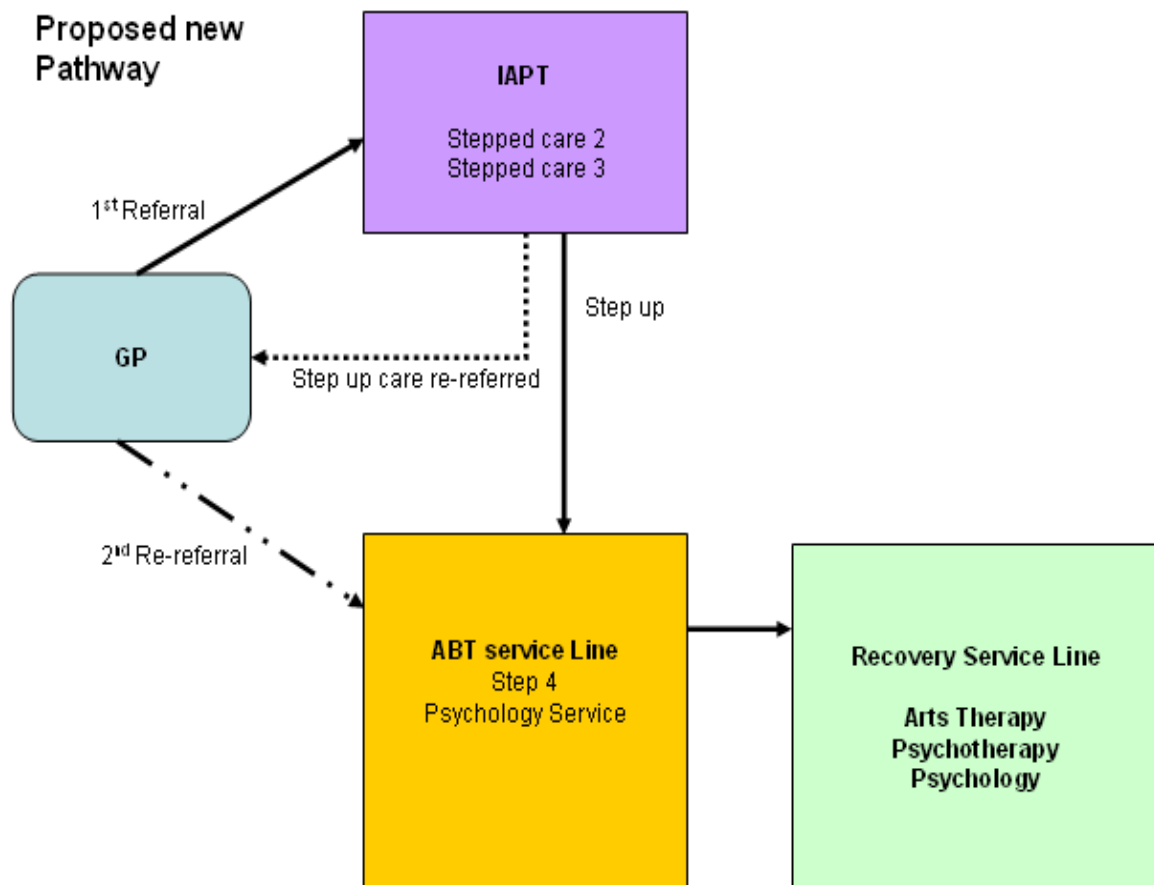 Proposed new
Pathway
IAPT
Stepped care 2
Stepped care 3
1st Referral
GP
Step up
Step up care re-referred
2nd Re-referral
ABT service Line
Step 4
Psychology Service
Recovery Service Line
Arts Therapy
Psychotherapy
Psychology